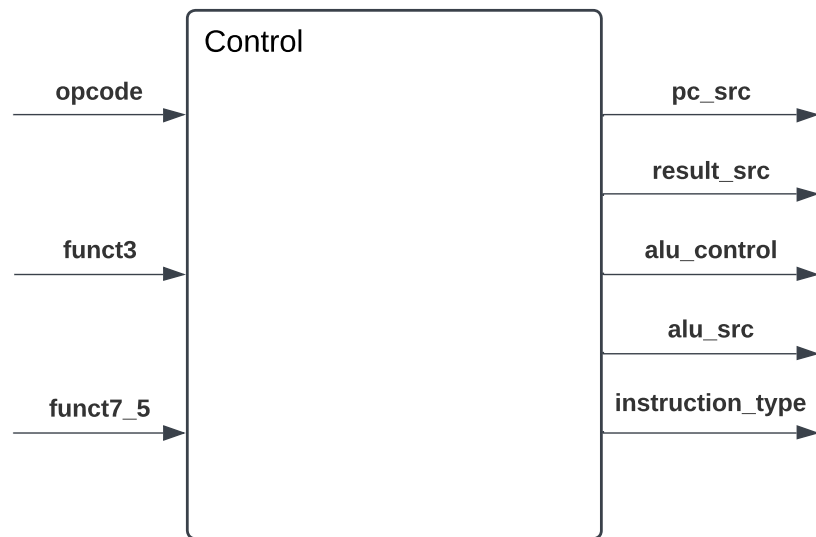 Control
opcode
pc_src
result_src
funct3
alu_control
alu_src
funct7_5
instruction_type